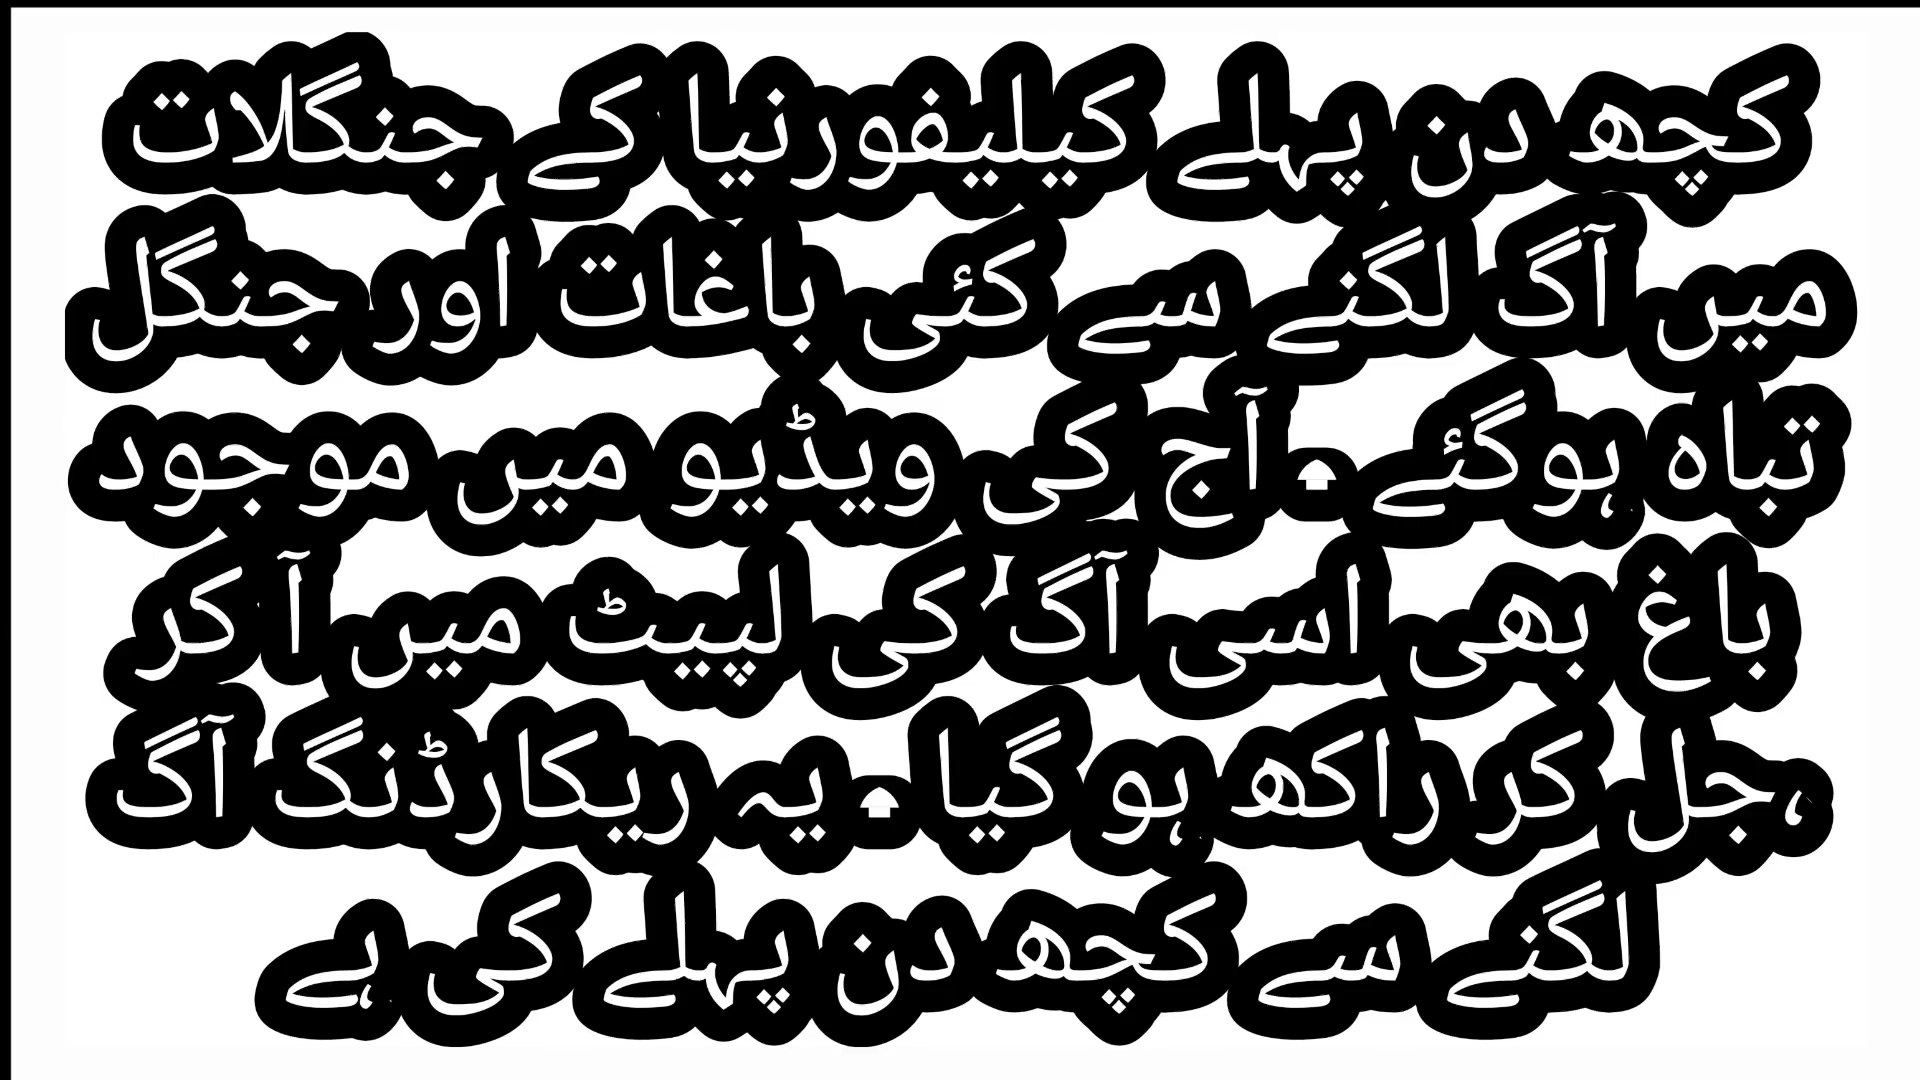 کچھ دن پہلے کیلیفورنیا کے جنگلات
میں آگ لگنے سے کئی باغات اور جنگل
تباہ ہوگئے ۔ آج کی ویڈیو میں موجود
باغ بھی اسی آگ کی لپیٹ میں آ کر
،جل کر راکھ ہو گیا ۔ یہ ریکارڈنگ آگ
لگنے سے کچھ دن پہلے کی ہے